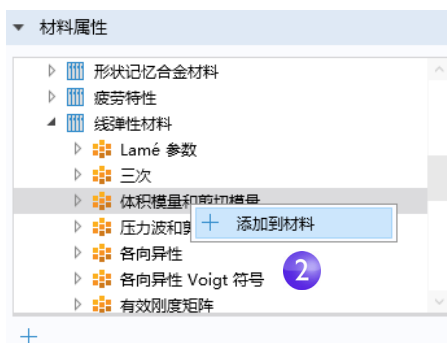 材料属性
形状记忆合金材料
疲劳特性
线弹性材料
Lamé 参数
三次
体积模量和剪切模量
添加到材料
压力波和
各向异性
2
各向异性 Voigt 符号
有效刚度矩阵